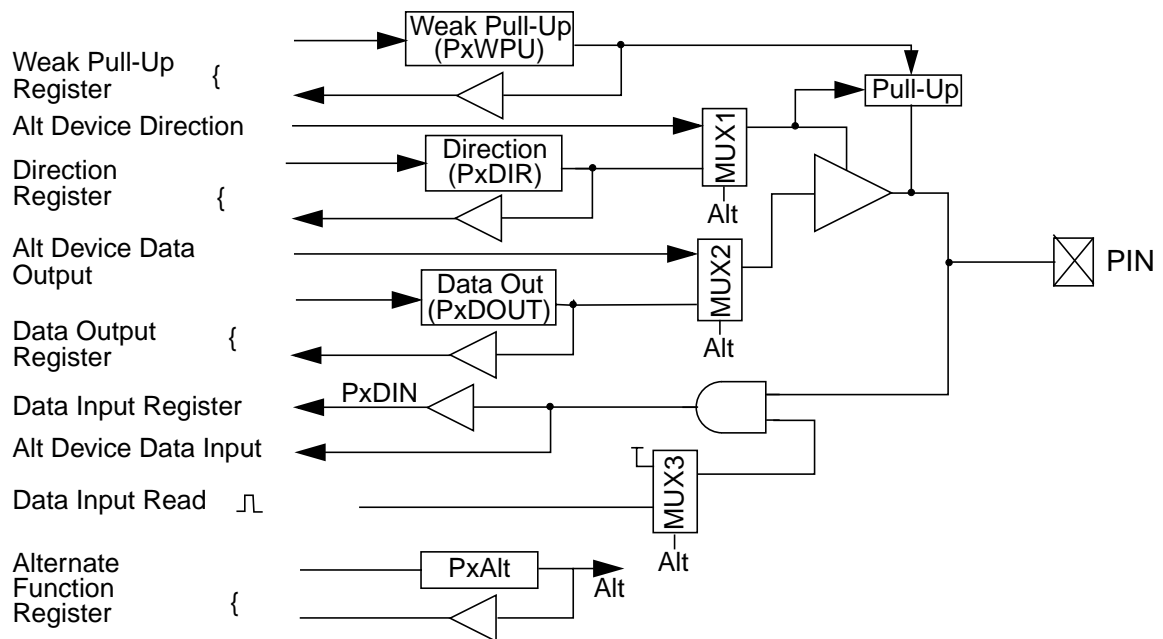 Weak Pull-Up
(PxWPU)
Weak Pull-Up
Register {
Pull-Up
Alt Device Direction
MUX1
Direction
(PxDIR)
Direction
Register {
Alt
Alt Device Data
Output
MUX2
PIN
Data Out
(PxDOUT)
Data Output
Register {
Alt
PxDIN
Data Input Register
Alt Device Data Input
MUX3
Data Input Read
Alt
Alternate
Function
Register {
PxAlt
Alt